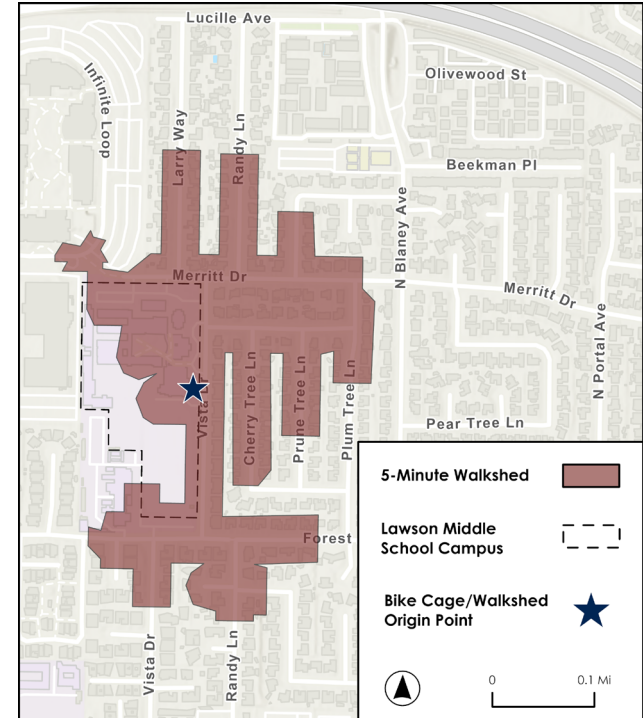 Lucille Ave
Infinite Loop
Olivewood St
Larry Way
Randy Ln
Beekman Pl
N Blaney Ave
Merritt Dr
Merritt Dr
N Portal Ave
Vista Dr
Cherry Tree Ln
Prune Tree Ln
Plum Tree Ln
Pear Tree Ln
5-Minute Walkshed
Lawson Middle
School Campus
Forest
Bike Cage/Walkshed
Origin Point
Vista Dr
Randy Ln
0
0.1 Mi